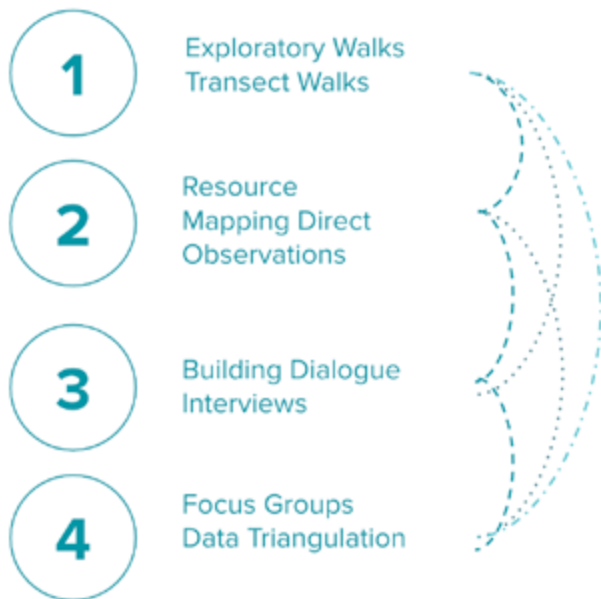 1
Exploratory Walks
Transect Walks
2
Resource
Mapping Direct
Observations
3
Building Dialogue
Interviews
4
Focus Groups
Data Triangulation